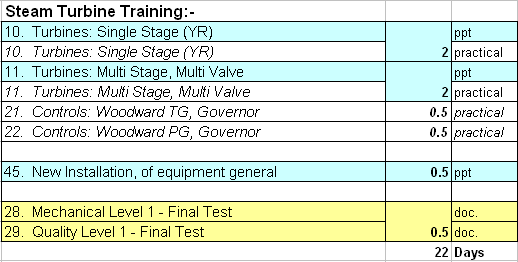 Steam Turbine Training:-
10. Turbines: Single Stage (YR) ppt
10. Turbines: Single Stage (YR) 2 practical
11. Turbines: Multi Stage, Multi Valve ppt
11. Turbines: Multi Stage, Multi Valve 2 practical
21. Controls: Woodward TG, Governor 0.5 practical
22. Controls: Woodward PG, Governor 0.5 practical
45. New Installation, of equipment general 0.5 ppt
28. Mechanical Level 1 - Final Test doc.
29. Quality Level 1 - Final Test 0.5 doc.
22 Days